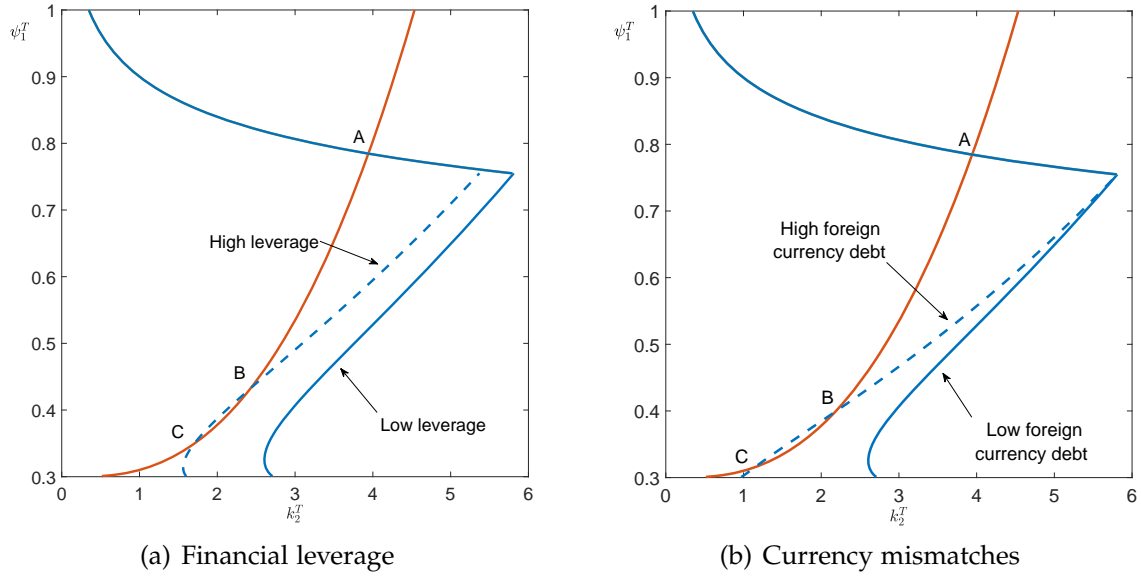 ψ₁ᵀ
1
0.9
0.8
0.7
0.6
0.5
0.4
0.3
0 1 2 3 4 5 6
k₂ᵀ
A
High leverage
B
C
Low leverage
(a) Financial leverage
ψ₁ᵀ
1
0.9
0.8
0.7
0.6
0.5
0.4
0.3
0 1 2 3 4 5 6
k₂ᵀ
A
High foreign
currency debt
B
C
Low foreign
currency debt
(b) Currency mismatches